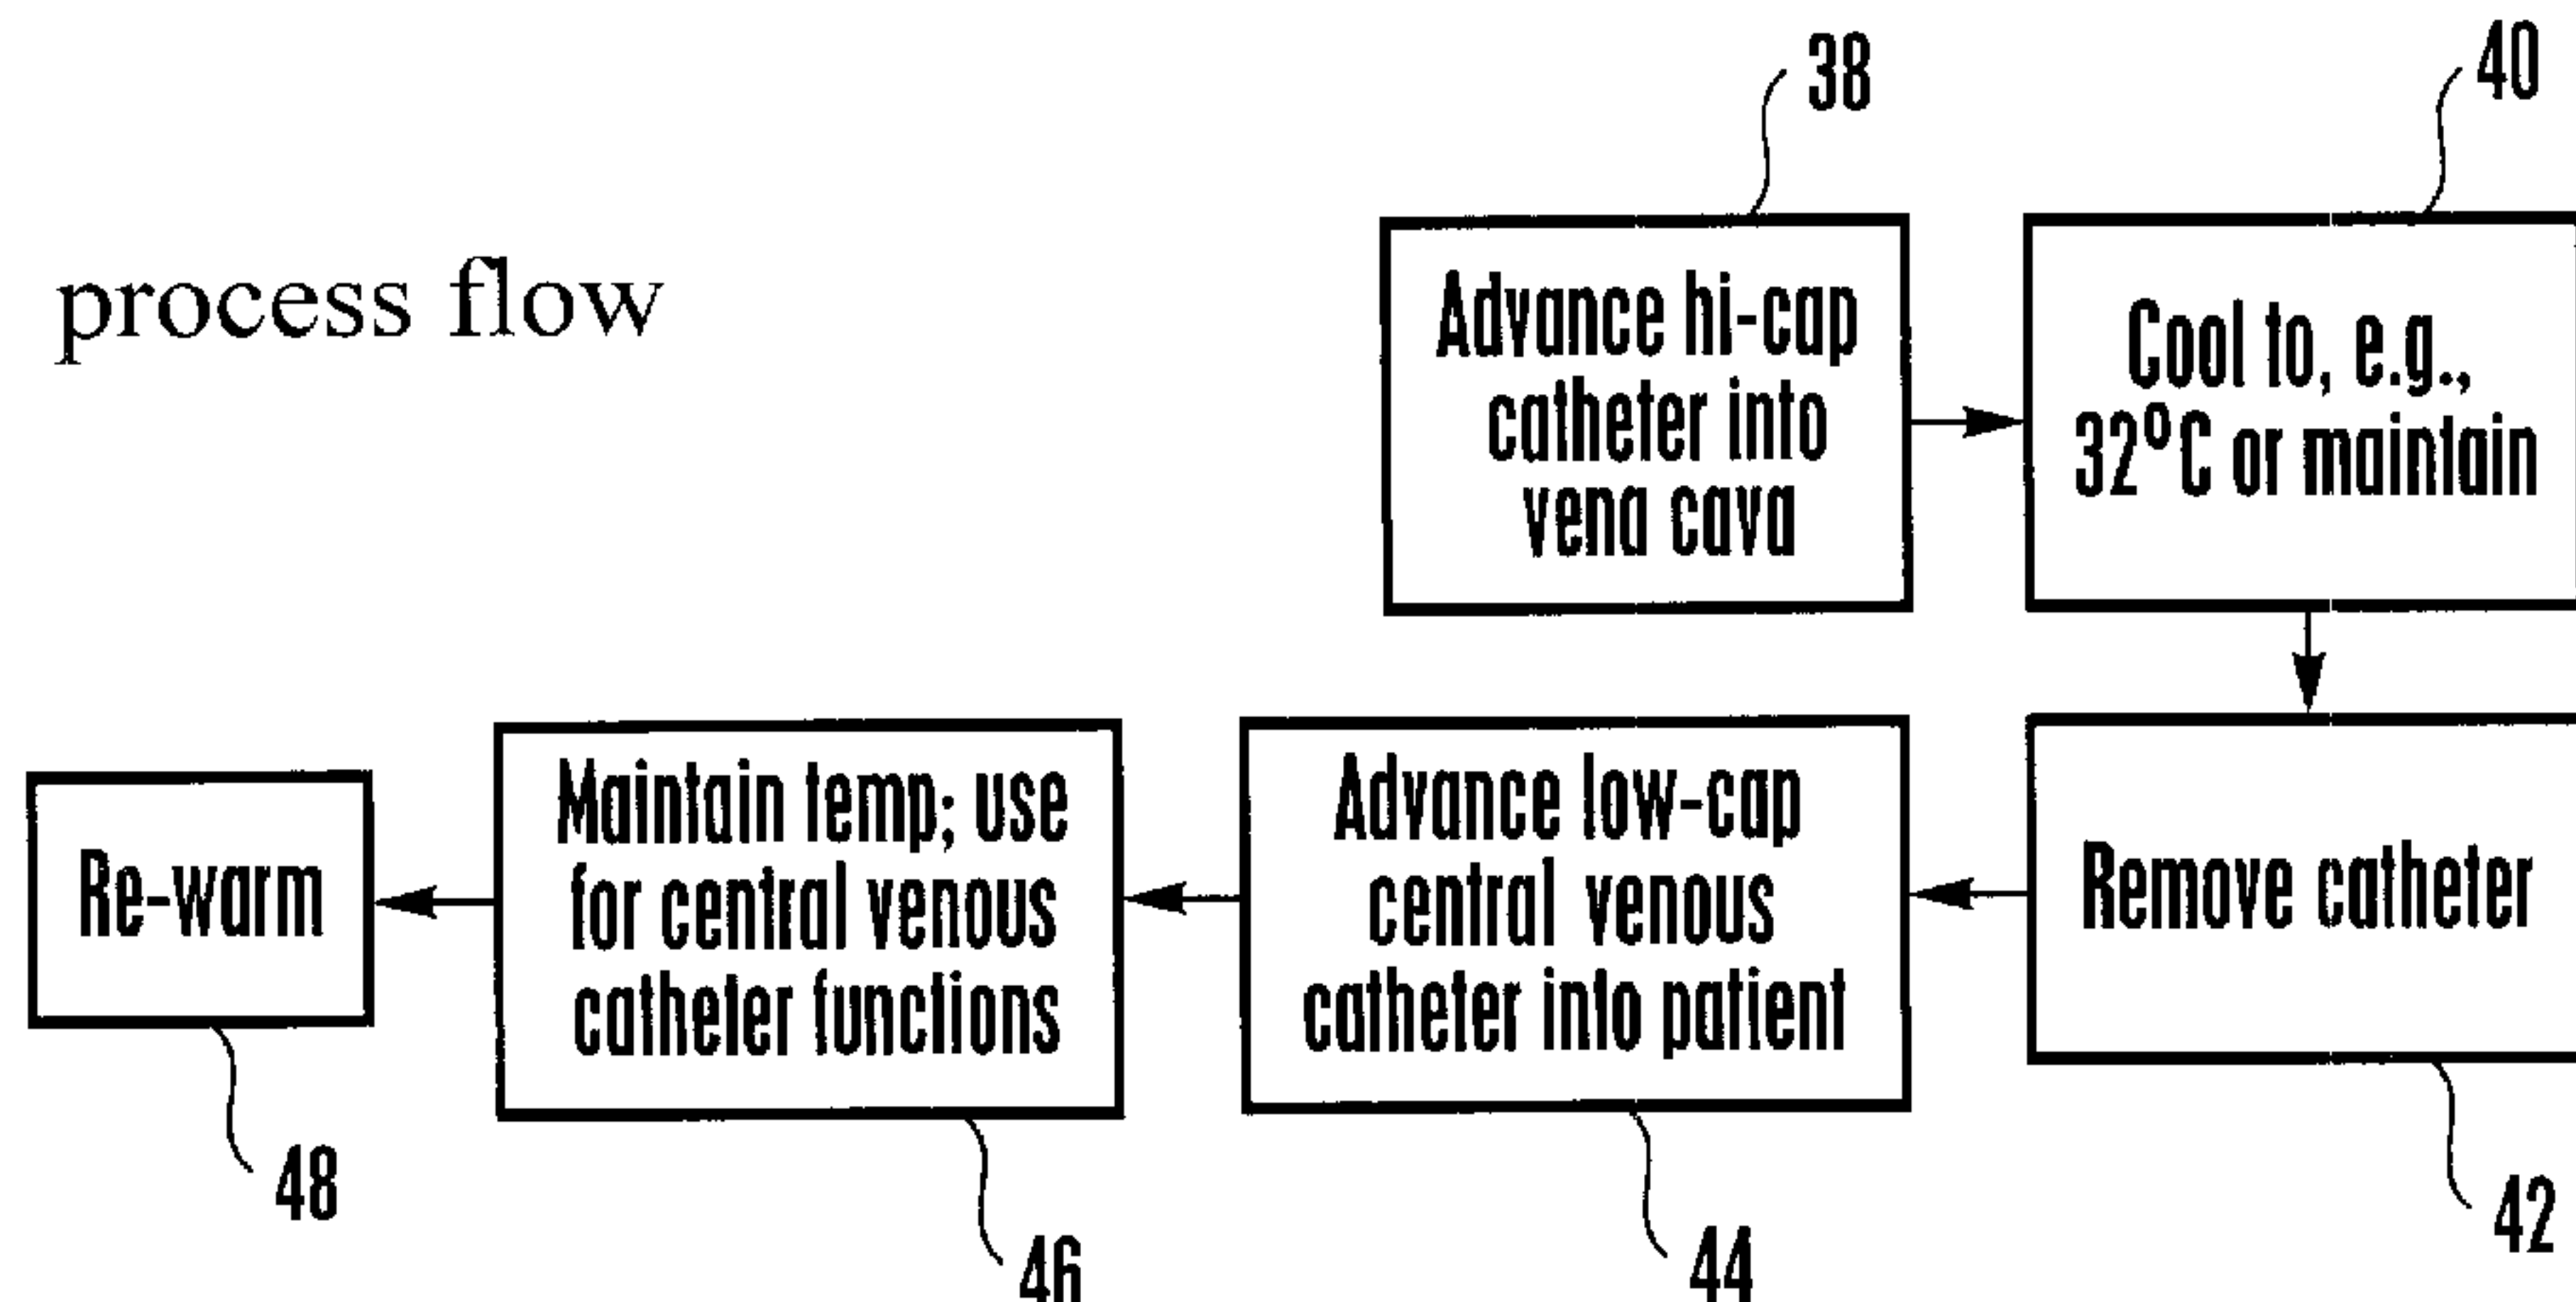 process flow
38
40
Advance hi-cap
catheter into
vena cava
Cool to, e.g.,
32°C or maintain
Remove catheter
42
Advance low-cap
central venous
catheter into patient
44
Maintain temp; use
for central venous
catheter functions
46
Re-warm
48